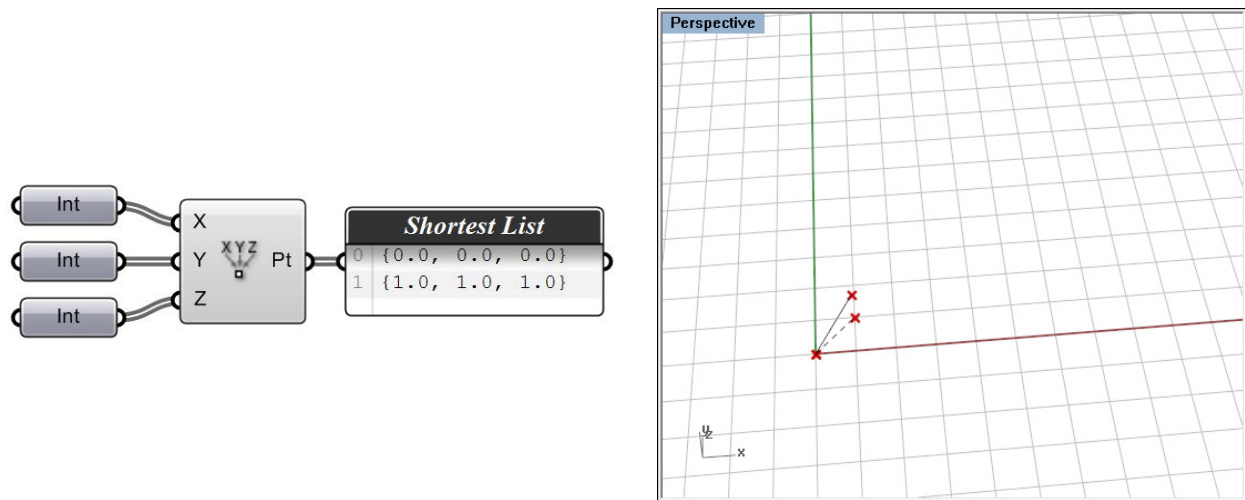 Int
Int
Int
X
Y
Z
X Y Z
Pt
Shortest List
0 {0.0, 0.0, 0.0}
1 {1.0, 1.0, 1.0}
Perspective
y
z
x